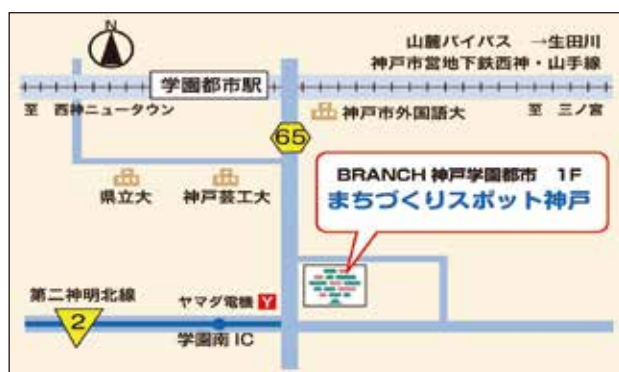 N
山麓バイパス →生田川
神戸市営地下鉄西神・山手線
学園都市駅
至 西神ニュータウン
神戸市外国語大
至 三ノ宮
65
県立大
神戸芸工大
BRANCH 神戸学園都市 1F
まちづくりスポット神戸
第二神明北線
ヤマダ電機 Y
2
学園南 IC